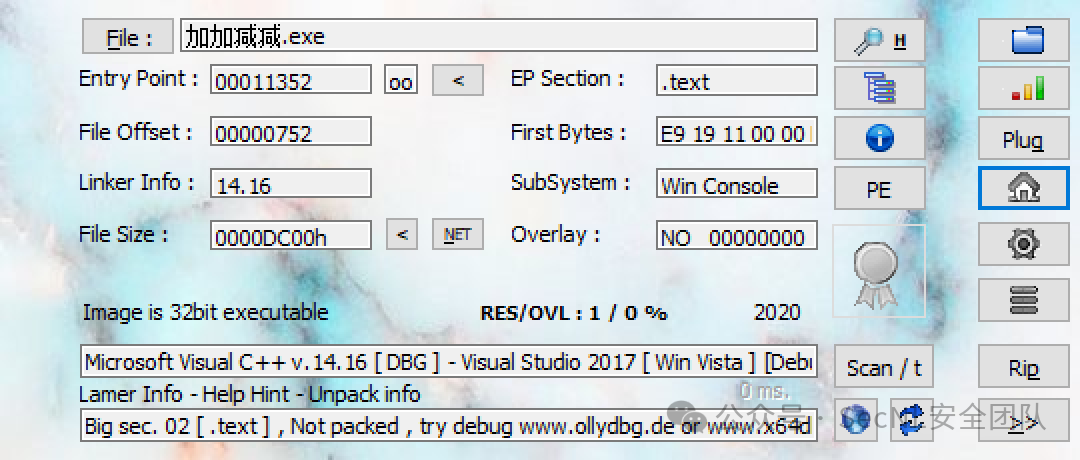 File : 加加减减.exe H
Entry Point : 00011352 oo < EP Section : .text
File Offset : 00000752 First Bytes : E9 19 11 00 00 Plug
Linker Info : 14.16 SubSystem : Win Console PE
File Size : 0000DC00h < NET Overlay : NO 00000000
Image is 32bit executable RES/OVL : 1 / 0 % 2020
Microsoft Visual C++ v.14.16 [ DBG ] - Visual Studio 2017 [ Win Vista ] [Debu Scan / t Rip
Lamer Info - Help Hint - Unpack info 0 ms.
Big sec. 02 [ .text ] , Not packed , try debug www.ollydbg.de or www.x64d >>
公众号 · 安全团队